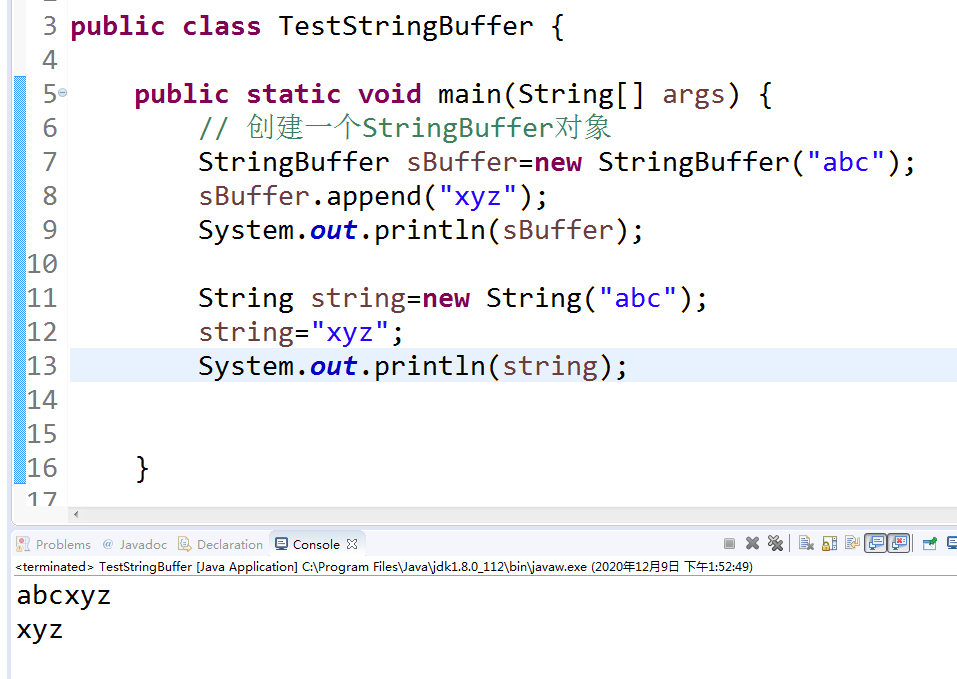 3 public class TestStringBuffer {
4
5 public static void main(String[] args) {
6 // 创建一个StringBuffer对象
7 StringBuffer sBuffer=new StringBuffer("abc");
8 sBuffer.append("xyz");
9 System.out.println(sBuffer);
10
11 String string=new String("abc");
12 string="xyz";
13 System.out.println(string);
14
15
16 }
17
Problems @ Javadoc Declaration Console
<terminated> TestStringBuffer [Java Application] C:\Program Files\Java\jdk1.8.0_112\bin\javaw.exe (2020年12月9日 下午1:52:49)
abcxyz
xyz